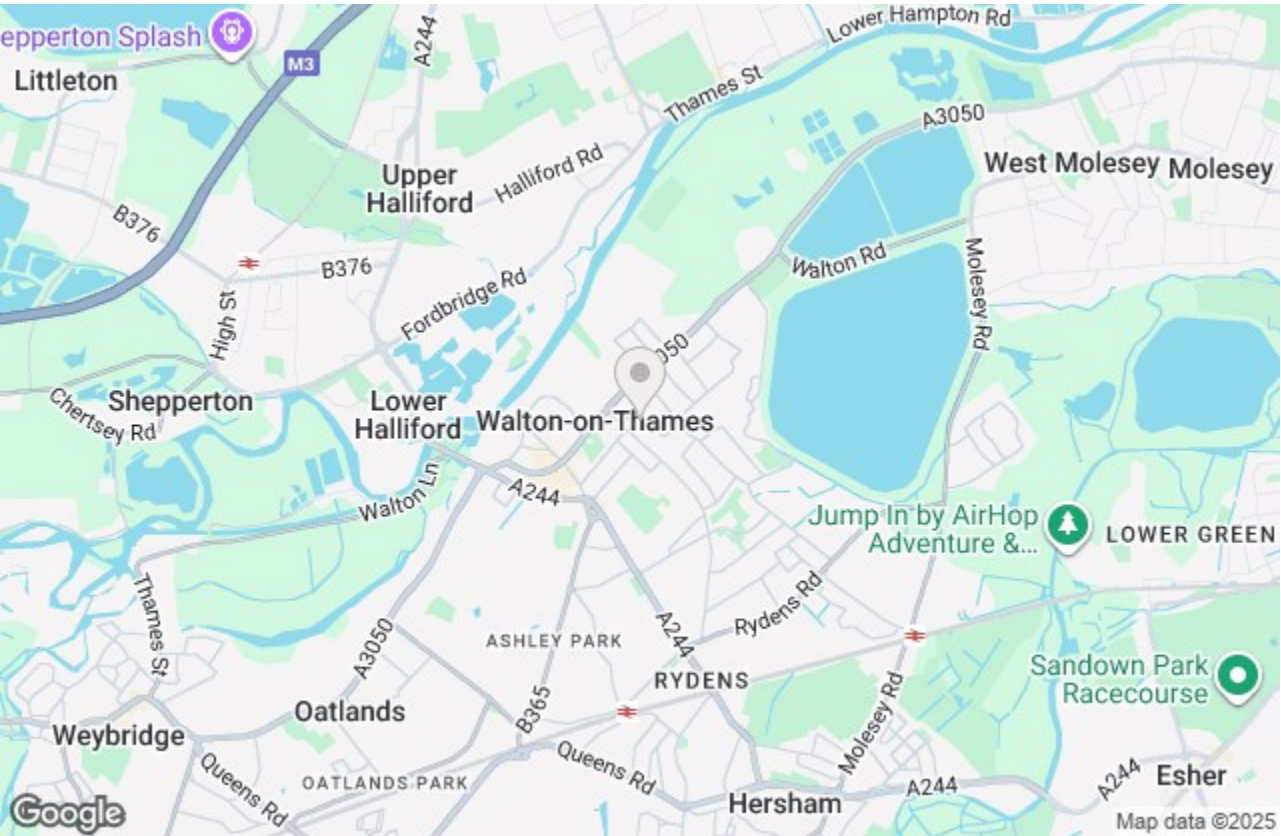 Lower Hampton Rd
epperton Splash
A244
M3
Littleton
Thames St
A3050
West Molesey
Molesey
Upper
Halliford
Halliford Rd
B376
B376
Walton Rd
Molesey Rd
Fordbridge Rd
High St
050
Shepperton
Chertsey Rd
Lower
Halliford
Walton-on-Thames
Walton Ln
A244
Jump In by AirHop
Adventure &...
LOWER GREEN
Thames St
A3050
ASHLEY PARK
A244
Rydens Rd
RYDENS
Sandown Park
Racecourse
Oatlands
B365
Molesey Rd
Weybridge
Queens Rd
OATLANDS PARK
Queens Rd
Hersham
A244
A244
Esher
Google
Map data ©2025